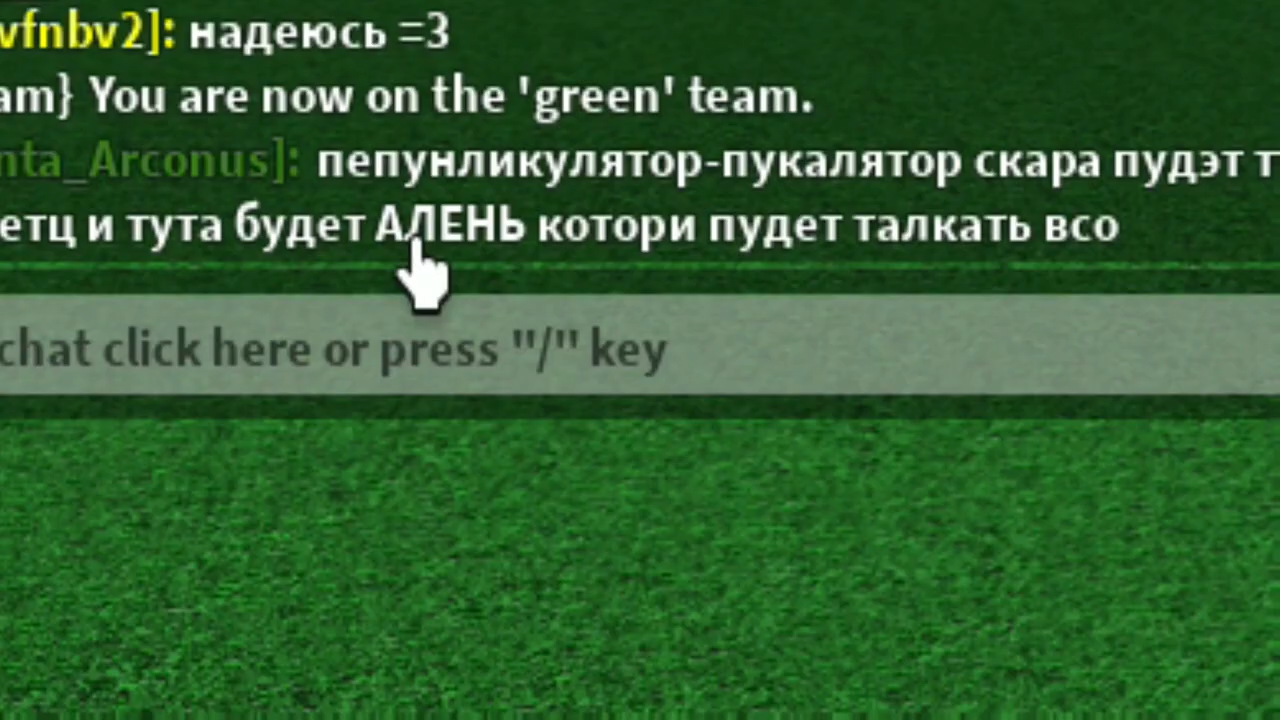 vfnbv2]: надеюсь =3
am} You are now on the 'green' team.
nta_Arconus]: пепунликулятор-пукалятор скара пудэт т
етц и тута будет АЛЕНЬ котори пудет талкать всо
chat click here or press "/" key